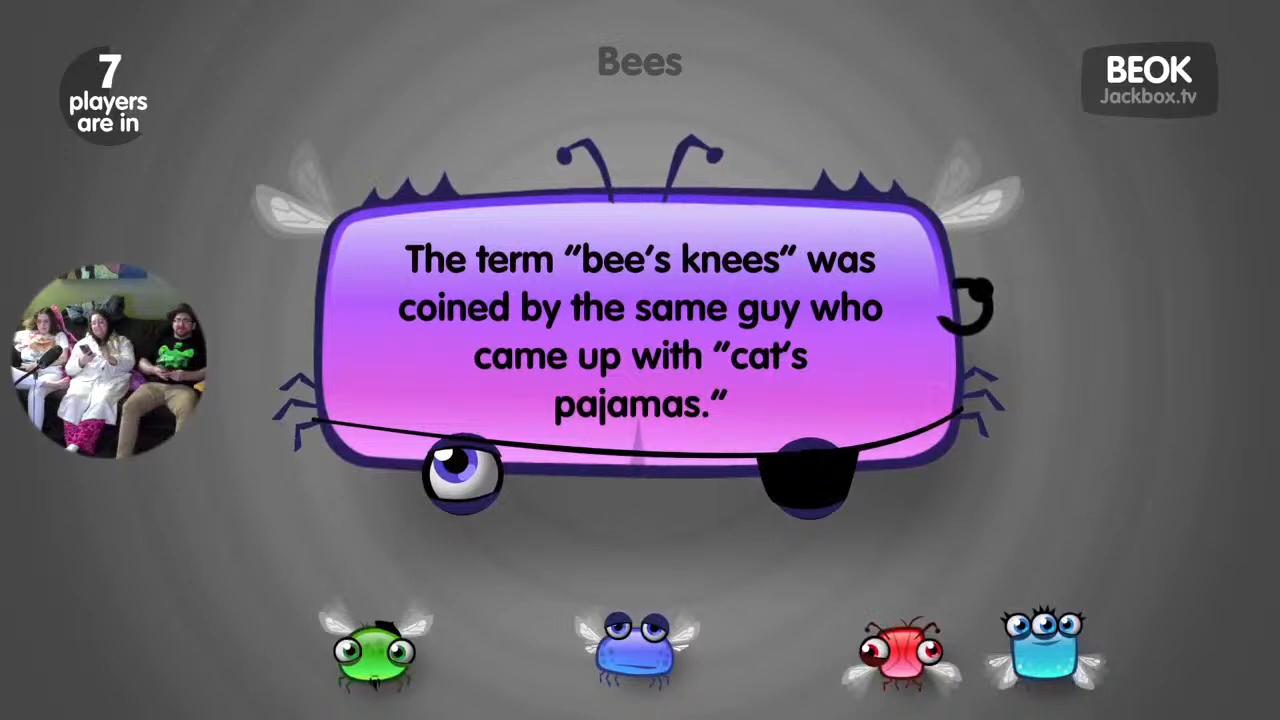 7
players
are in
Bees
BEOK
Jackbox.tv
The term “bee’s knees” was
coined by the same guy who
came up with “cat’s
pajamas.”